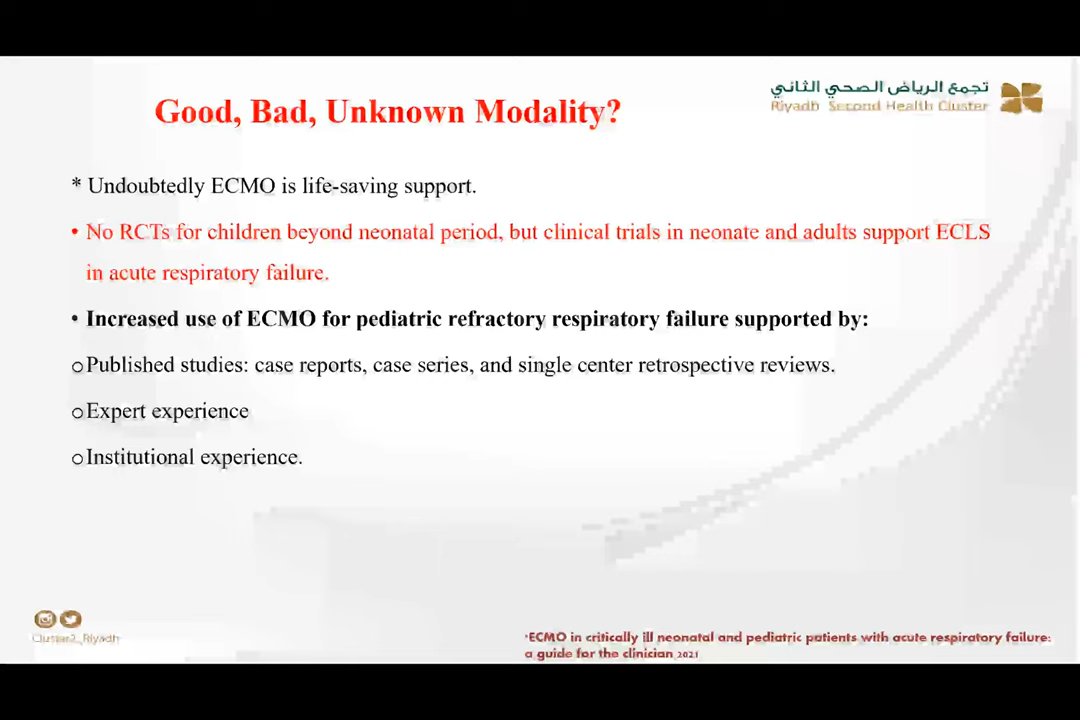 تجمع الرياض الصحي الثاني
Riyadh Second Health Cluster
Good, Bad, Unknown Modality?
* Undoubtedly ECMO is life-saving support.
• No RCTs for children beyond neonatal period, but clinical trials in neonate and adults support ECLS
in acute respiratory failure.
• Increased use of ECMO for pediatric refractory respiratory failure supported by:
o Published studies: case reports, case series, and single center retrospective reviews.
o Expert experience
o Institutional experience.
Cluster2_Riyadh
*ECMO in critically ill neonatal and pediatric patients with acute respiratory failure:
a guide for the clinician 2021